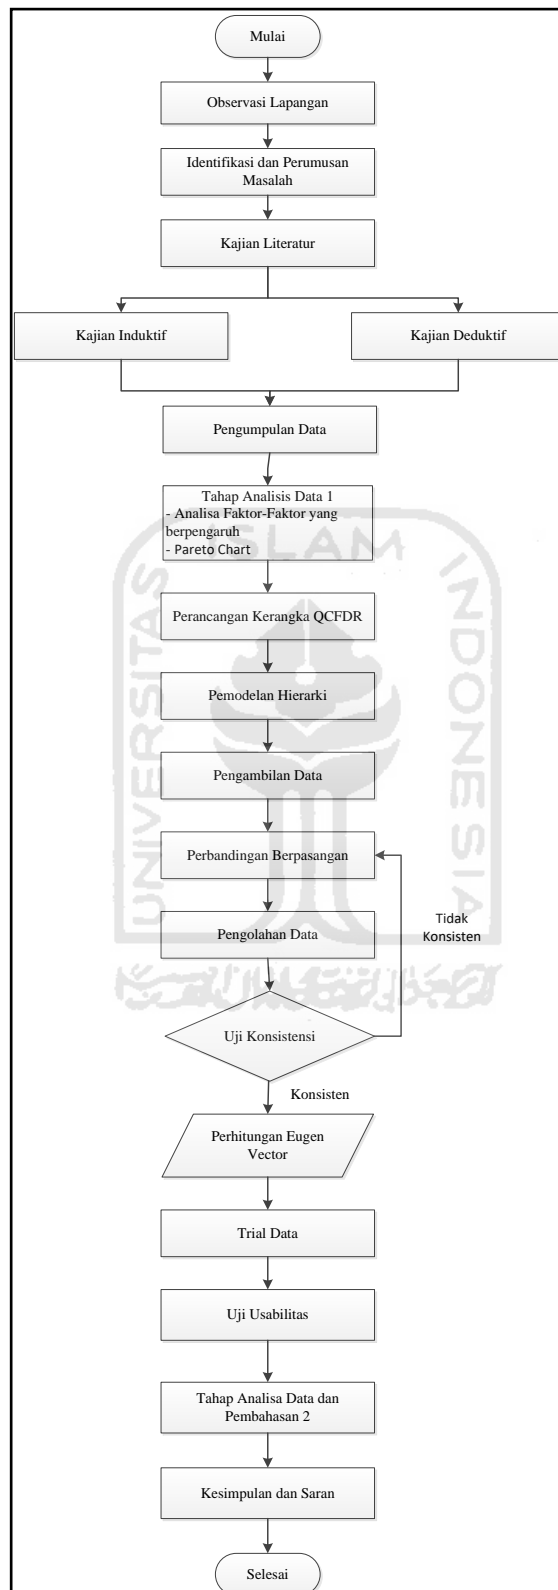 Mulai
Observasi Lapangan
Identifikasi dan Perumusan
Masalah
Kajian Literatur
Kajian Induktif
Kajian Deduktif
Pengumpulan Data
Tahap Analisis Data 1
- Analisa Faktor-Faktor yang
berpengaruh
- Pareto Chart
ISLAM
UNIVERSITAS
INDONESIA
Perancangan Kerangka QCFDR
Pemodelan Hierarki
Pengambilan Data
Perbandingan Berpasangan
Pengolahan Data
Tidak
Konsisten
Uji Konsistensi
Konsisten
Perhitungan Eugen
Vector
Trial Data
Uji Usabilitas
Tahap Analisa Data dan
Pembahasan 2
Kesimpulan dan Saran
Selesai